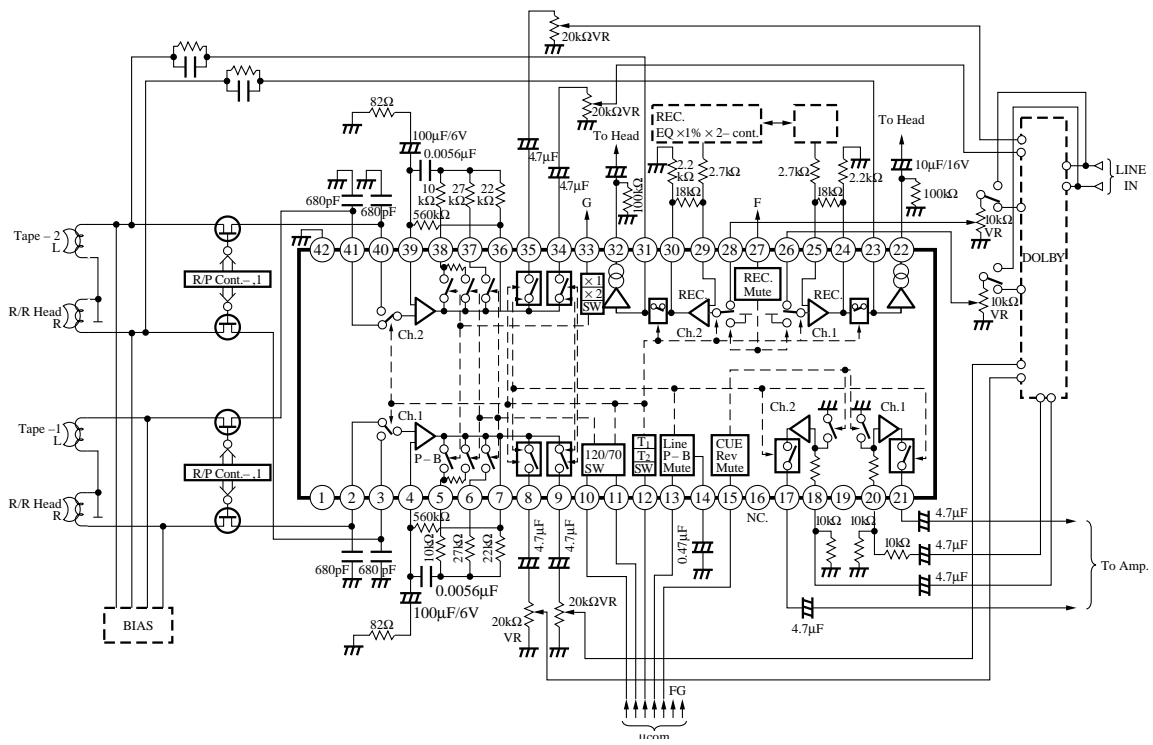 20kΩVR
20kΩVR
82Ω
100µF/6V
0.0056µF
4.7µF
4.7µF
To Head
100kΩ
G
REC.
EQ ×1% × 2– cont.
2.2
kΩ
2.7kΩ
18kΩ
F
2.7kΩ
18kΩ
2.2kΩ
To Head
10µF/16V
100kΩ
LINE
IN
10kΩ
VR
10kΩ
VR
DOLBY
680pF
680pF
10
kΩ
27
kΩ
22
kΩ
560kΩ
Tape – 2
L
R/P Cont.–,1
R/R Head
R
42 41 40 39 38 37 36 35 34 33 32 31 30 29 28 27 26 25 24 23 22
× 1
× 2
SW
REC.
Ch.2
REC.
Mute
REC.
Ch.1
Ch.2
Ch.1
P – B
120/70
SW
T1
T2
SW
Line
P – B
Mute
CUE
Rev
Mute
Ch.2
Ch.1
Tape –1
L
R/P Cont.–,1
R/R Head
R
1 2 3 4 5 6 7 8 9 10 11 12 13 14 15 16 17 18 19 20 21
NC.
680pF
680 pF
560kΩ
10kΩ
27kΩ
22kΩ
0.0056µF
100µF/6V
82Ω
4.7µF
4.7µF
20kΩ
VR
20kΩVR
0.47µF
10kΩ
10kΩ
10kΩ
4.7µF
4.7µF
4.7µF
4.7µF
To Amp.
BIAS
FG
µcom